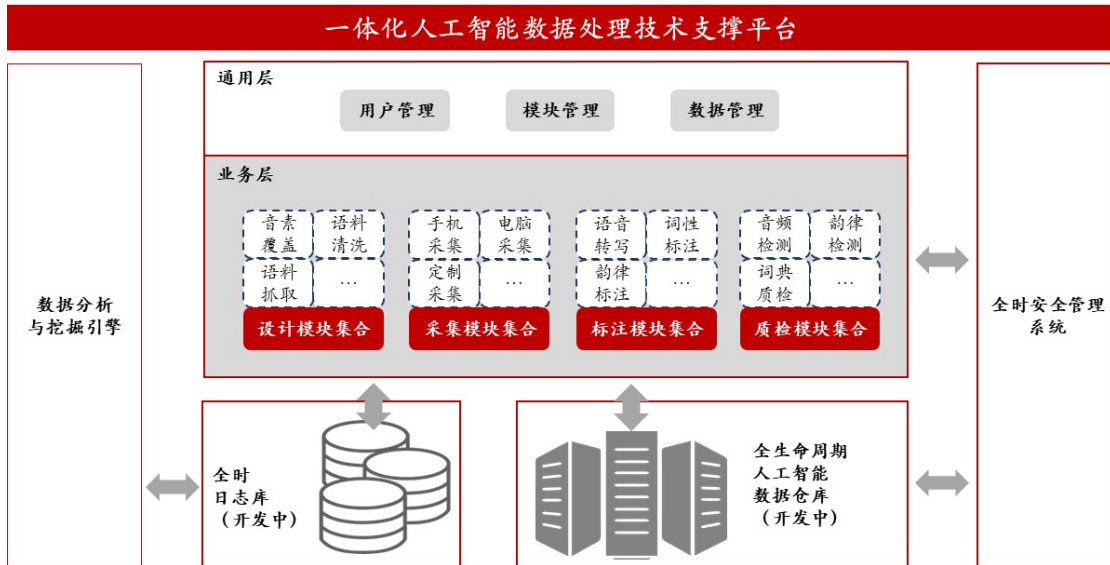 一体化人工智能数据处理技术支撑平台
通用层
用户管理
模块管理
数据管理
业务层
音素
覆盖
语料
清洗
语料
抓取
…
设计模块集合
手机
采集
电脑
采集
定制
采集
…
采集模块集合
语音
转写
词性
标注
韵律
标注
…
标注模块集合
音频
检测
韵律
检测
词典
质检
…
质检模块集合
数据分析
与挖掘引擎
全时安全管理
系统
全时
日志库
（开发中）
全生命周期
人工智能
数据仓库
（开发中）